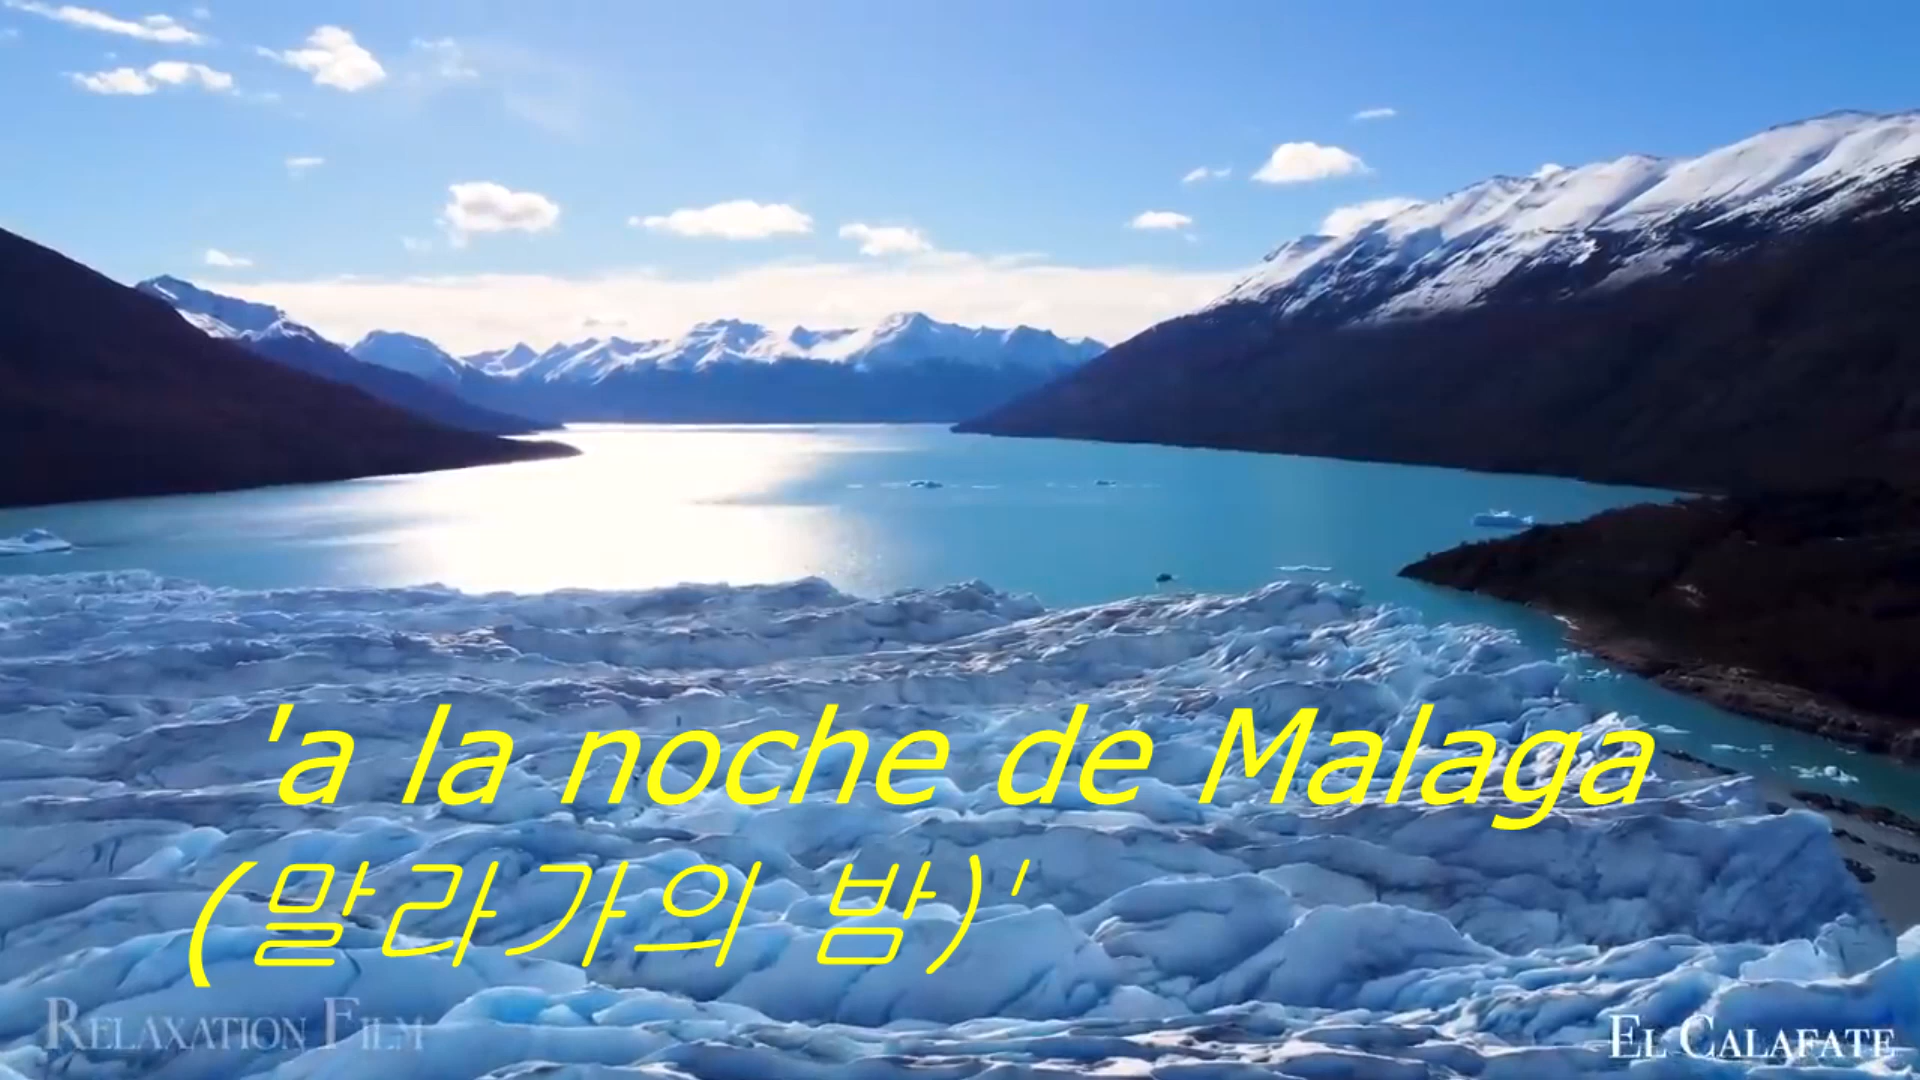 'a la noche de Malaga
(말라가의 밤)'
RELAXATION FILM
EL CALAFATE